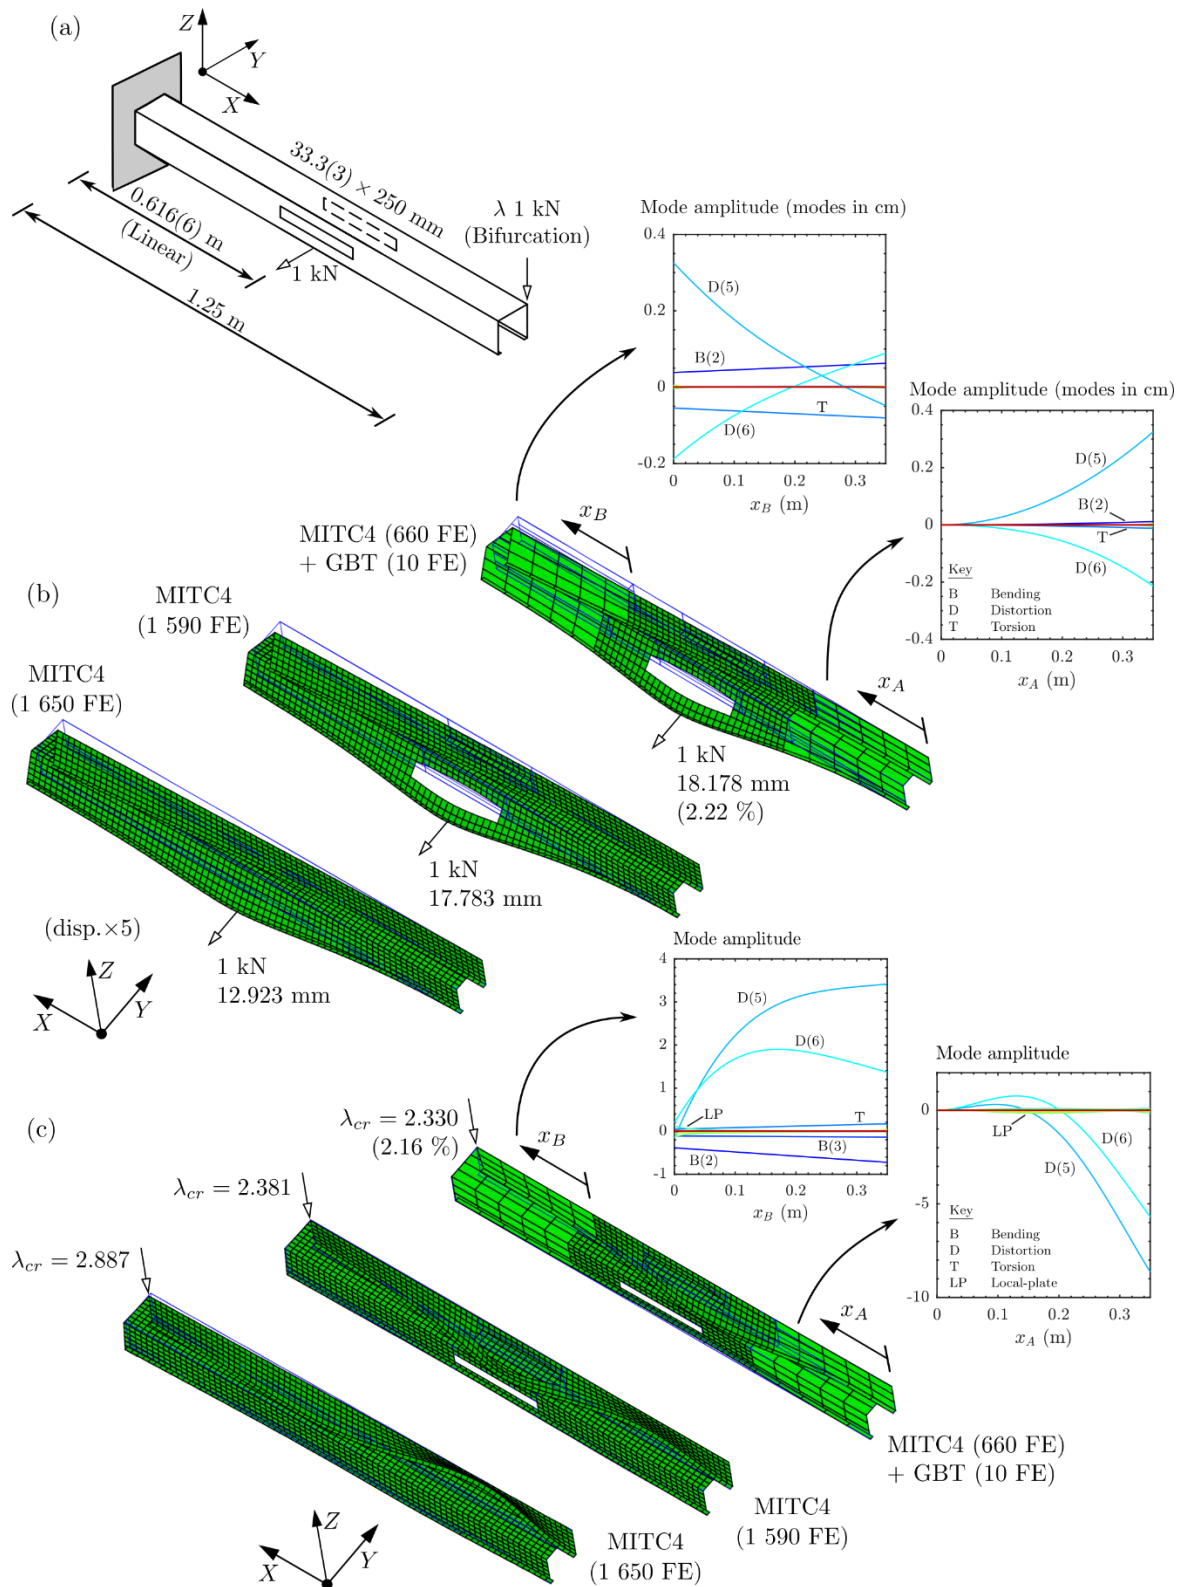 (a)
Z
Y
X
33.3(3) × 250 mm
0.616(6) m
(Linear)
1 kN
1.25 m
λ 1 kN
(Bifurcation)
Mode amplitude (modes in cm)
0.4
0.2
0
-0.2
D(5)
B(2)
T
D(6)
0
0.1
0.2
0.3
x_B (m)
Mode amplitude (modes in cm)
0.4
0.2
0
-0.2
-0.4
D(5)
B(2)
T
D(6)
Key
B Bending
D Distortion
T Torsion
0
0.1
0.2
0.3
x_A (m)
(b)
MITC4 (660 FE)
+ GBT (10 FE)
x_B
x_A
1 kN
18.178 mm
(2.22 %)
MITC4
(1 590 FE)
1 kN
17.783 mm
MITC4
(1 650 FE)
1 kN
12.923 mm
(disp.×5)
Z
X
Y
Mode amplitude
4
3
2
1
0
-1
D(5)
D(6)
LP
T
B(3)
B(2)
0
0.1
0.2
0.3
x_B (m)
Mode amplitude
0
-5
-10
LP
D(6)
D(5)
Key
B Bending
D Distortion
T Torsion
LP Local-plate
0
0.1
0.2
0.3
x_A (m)
(c)
λ_cr = 2.330
(2.16 %)
x_B
x_A
λ_cr = 2.381
λ_cr = 2.887
MITC4 (660 FE)
+ GBT (10 FE)
MITC4
(1 590 FE)
MITC4
(1 650 FE)
Z
X
Y